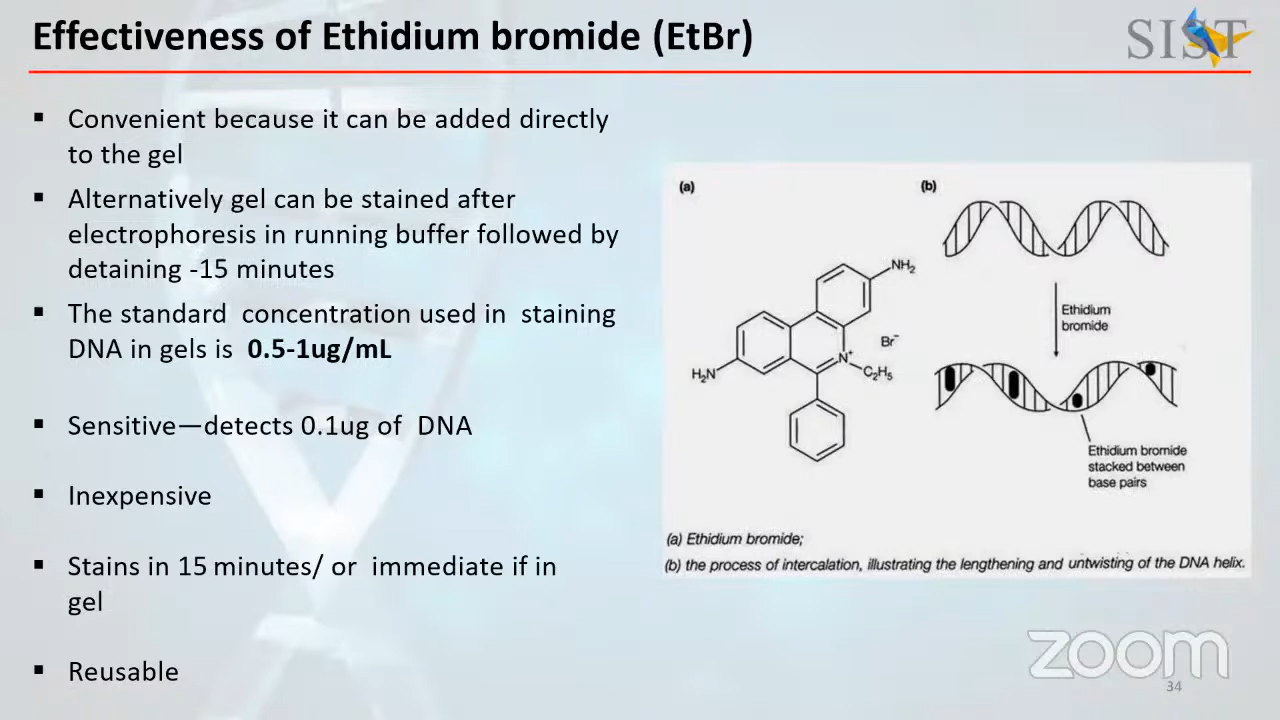 Effectiveness of Ethidium bromide (EtBr)
SIST
▪ Convenient because it can be added directly
to the gel
▪ Alternatively gel can be stained after
electrophoresis in running buffer followed by
detaining -15 minutes
▪ The standard concentration used in staining
DNA in gels is 0.5-1ug/mL
▪ Sensitive—detects 0.1ug of DNA
▪ Inexpensive
▪ Stains in 15 minutes/ or immediate if in
gel
▪ Reusable
(a)
NH₂
Br⁻
N⁺
C₂H₅
H₂N
(b)
Ethidium
bromide
Ethidium bromide
stacked between
base pairs
(a) Ethidium bromide;
(b) the process of intercalation, illustrating the lengthening and untwisting of the DNA helix.
zoom
34